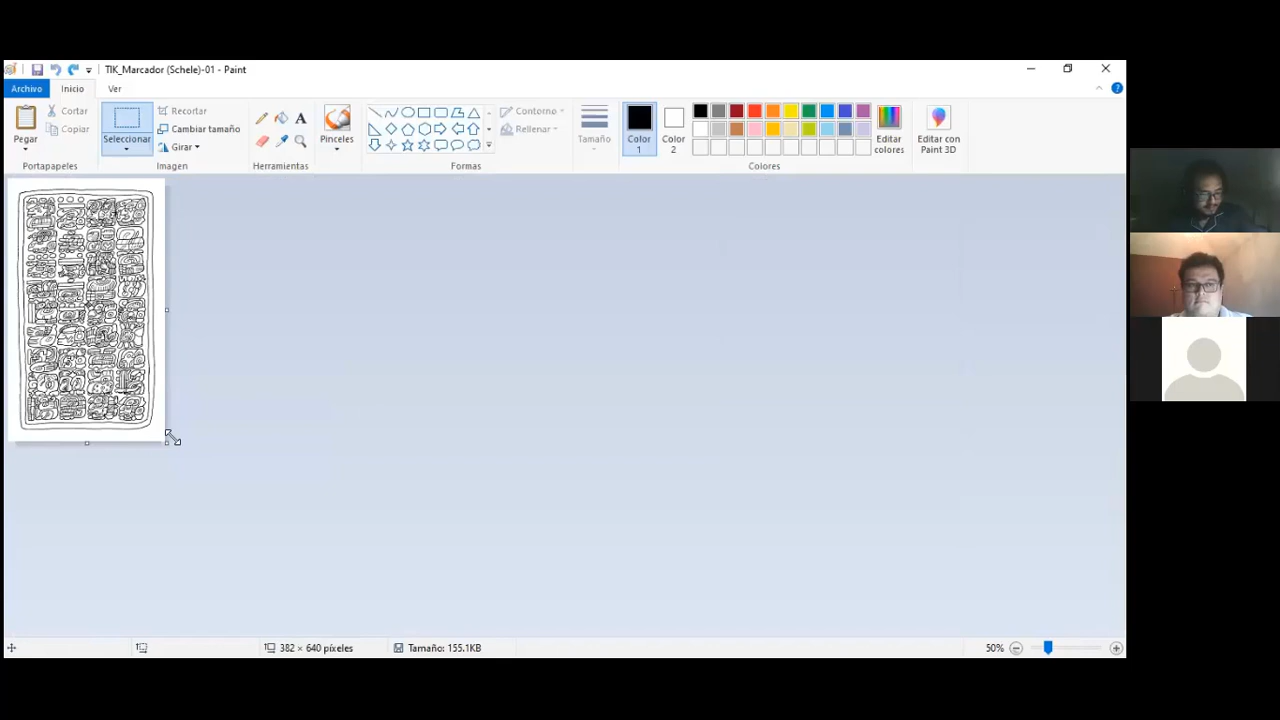 TIK_Marcador (Schele)-01 - Paint
Archivo Inicio Ver
Pegar
Cortar
Copiar
Portapapeles
Seleccionar
Recortar
Cambiar tamaño
Girar
Imagen
A
Herramientas
Pinceles
Contorno
Rellenar
Formas
Tamaño
Color 1
Color 2
Editar colores
Editar con Paint 3D
Colores
382 × 640 píxeles
Tamaño: 155.1KB
50%